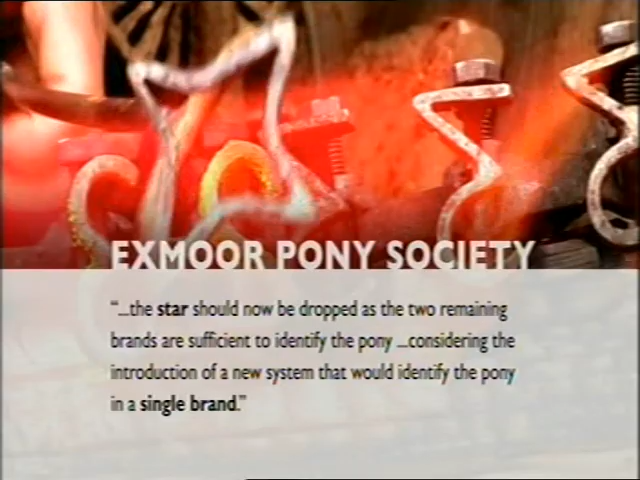 EXMOOR PONY SOCIETY
“...the star should now be dropped as the two remaining
brands are sufficient to identify the pony ...considering the
introduction of a new system that would identify the pony
in a single brand.”